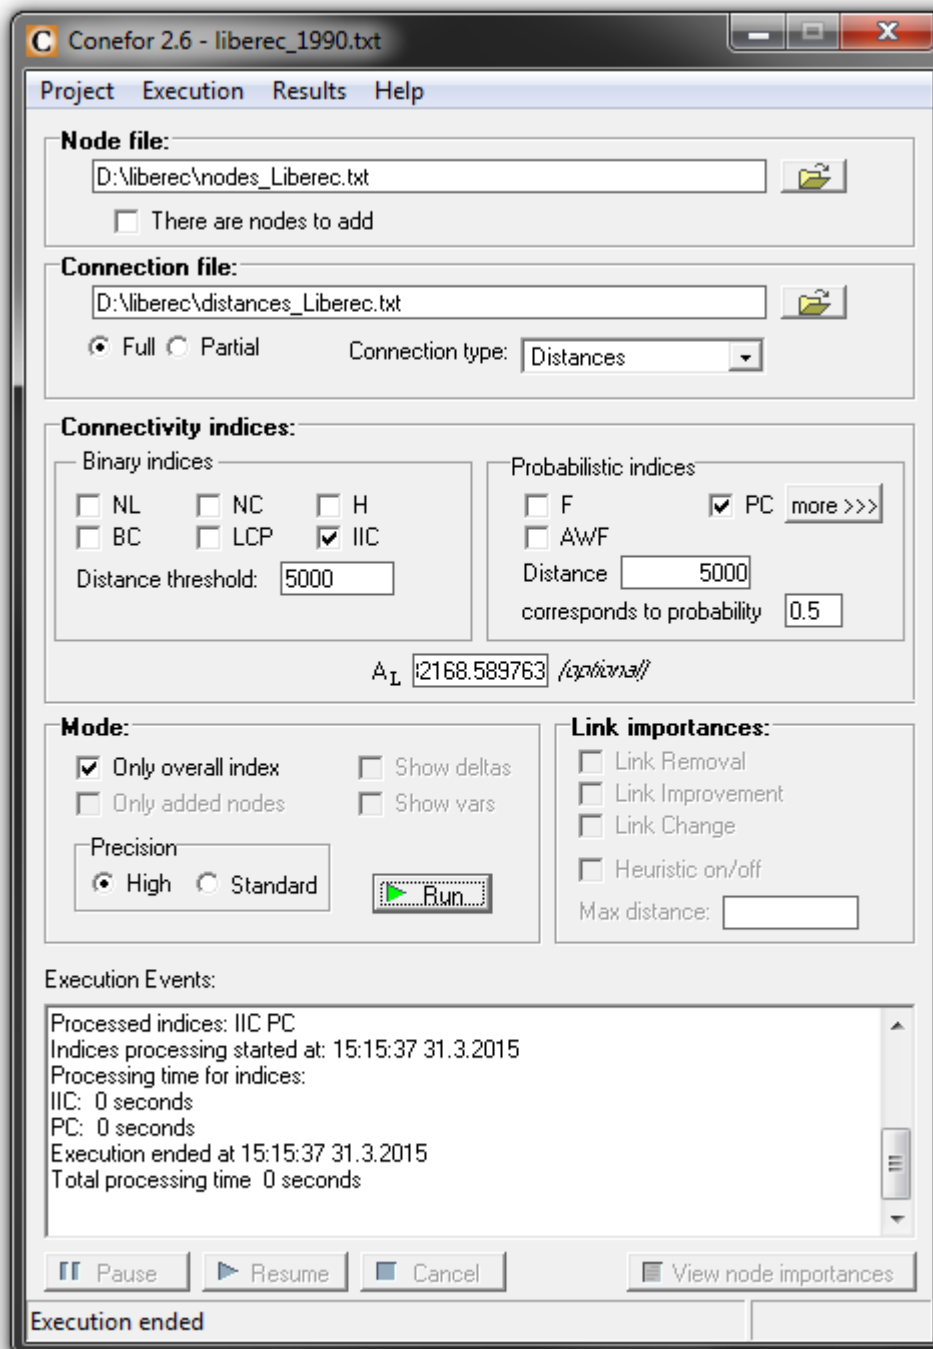 C Conefor 2.6 - liberec_1990.txt
Project Execution Results Help
Node file:
D:\liberec\nodes_Liberec.txt
There are nodes to add
Connection file:
D:\liberec\distances_Liberec.txt
Full Partial Connection type: Distances
Connectivity indices:
Binary indices
NL NC H
BC LCP IIC
Distance threshold: 5000
Probabilistic indices
F PC more >>>
AWF
Distance 5000
corresponds to probability 0.5
AL 2168.589763 (optional)
Mode:
Only overall index Show deltas
Only added nodes Show vars
Precision
High Standard
Run
Link importances:
Link Removal
Link Improvement
Link Change
Heuristic on/off
Max distance:
Execution Events:
Processed indices: IIC PC
Indices processing started at: 15:15:37 31.3.2015
Processing time for indices:
IIC: 0 seconds
PC: 0 seconds
Execution ended at 15:15:37 31.3.2015
Total processing time 0 seconds
Pause Resume Cancel View node importances
Execution ended